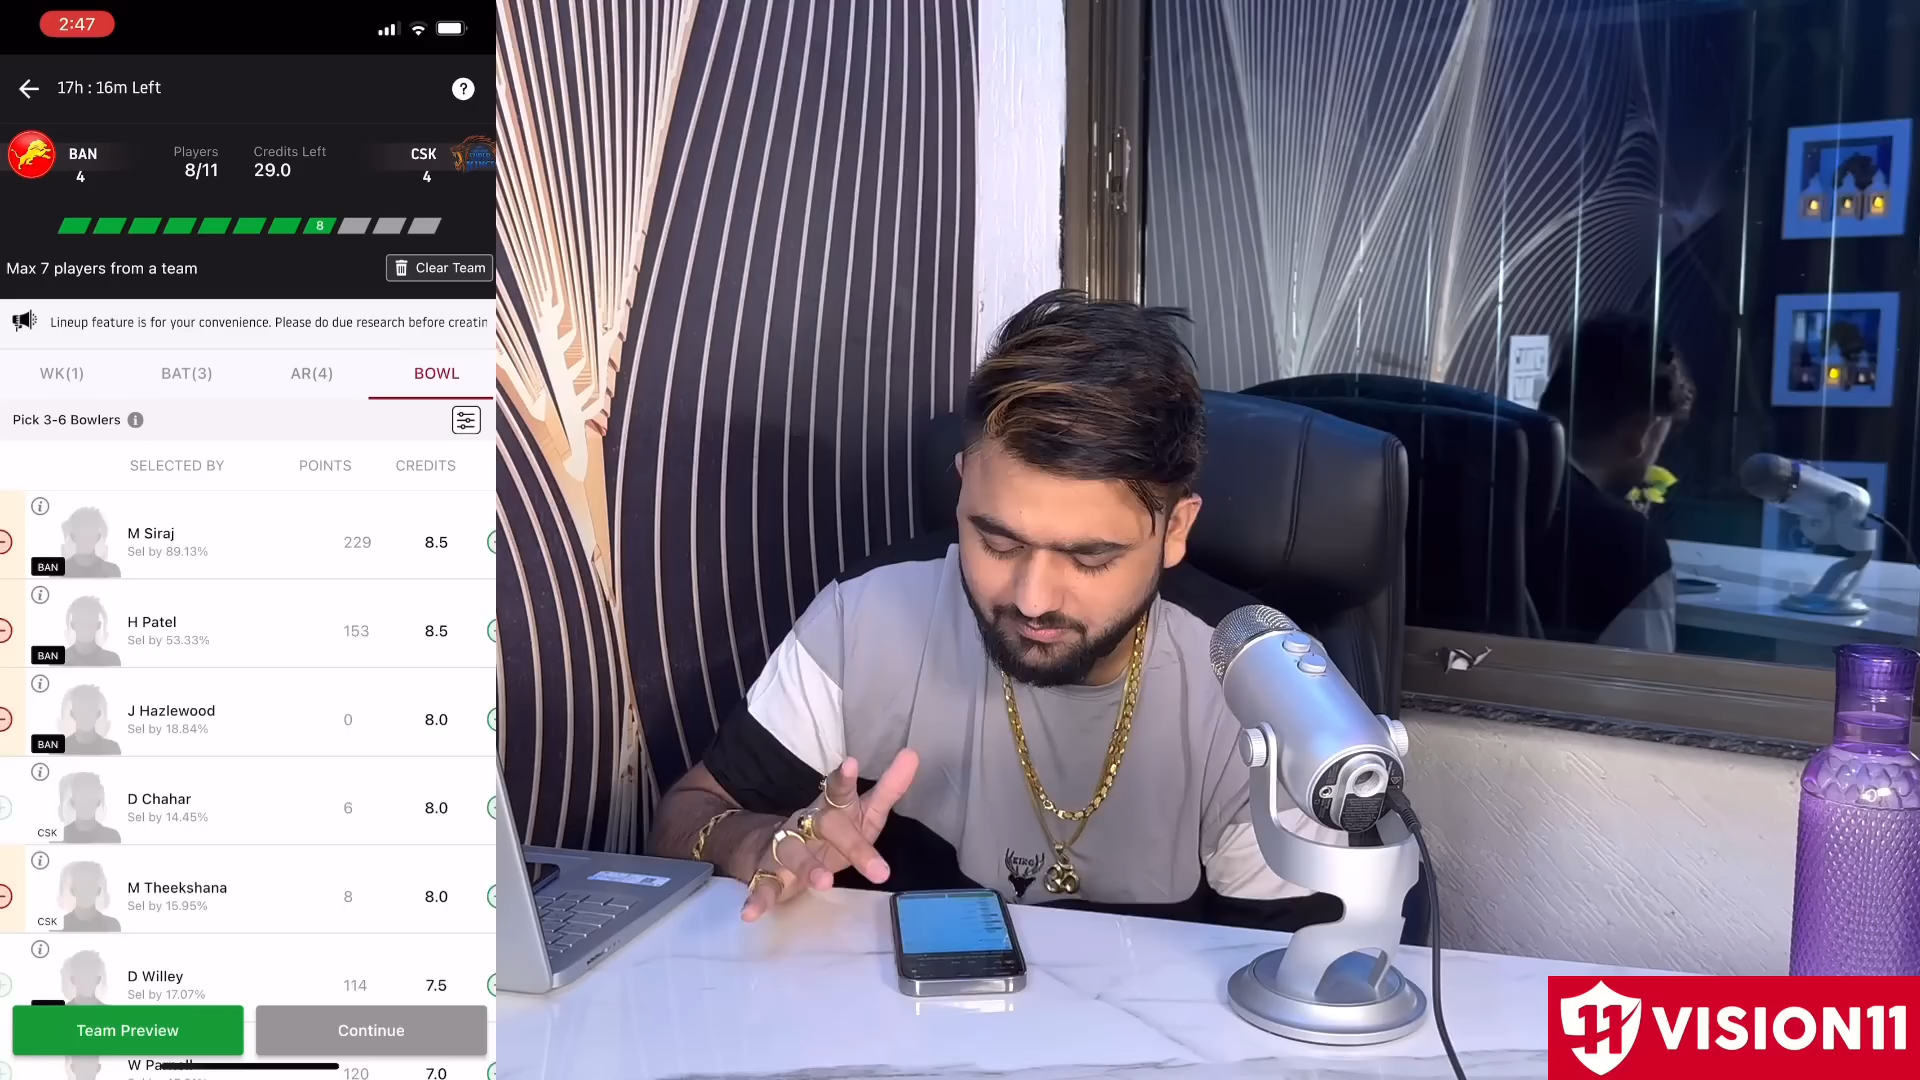 2:47
17h : 16m Left
?
BAN
4
Players
8/11
Credits Left
29.0
CSK
4
8
Max 7 players from a team
Clear Team
Lineup feature is for your convenience. Please do due research before creatin
WK(1)
BAT(3)
AR(4)
BOWL
Pick 3-6 Bowlers
SELECTED BY
POINTS
CREDITS
M Siraj
Sel by 89.13%
229
8.5
BAN
H Patel
Sel by 53.33%
153
8.5
BAN
J Hazlewood
Sel by 18.84%
0
8.0
BAN
D Chahar
Sel by 14.45%
6
8.0
CSK
M Theekshana
Sel by 15.95%
8
8.0
CSK
D Willey
Sel by 17.07%
114
7.5
Team Preview
Continue
W Parnell
120
7.0
KING
11 VISION11